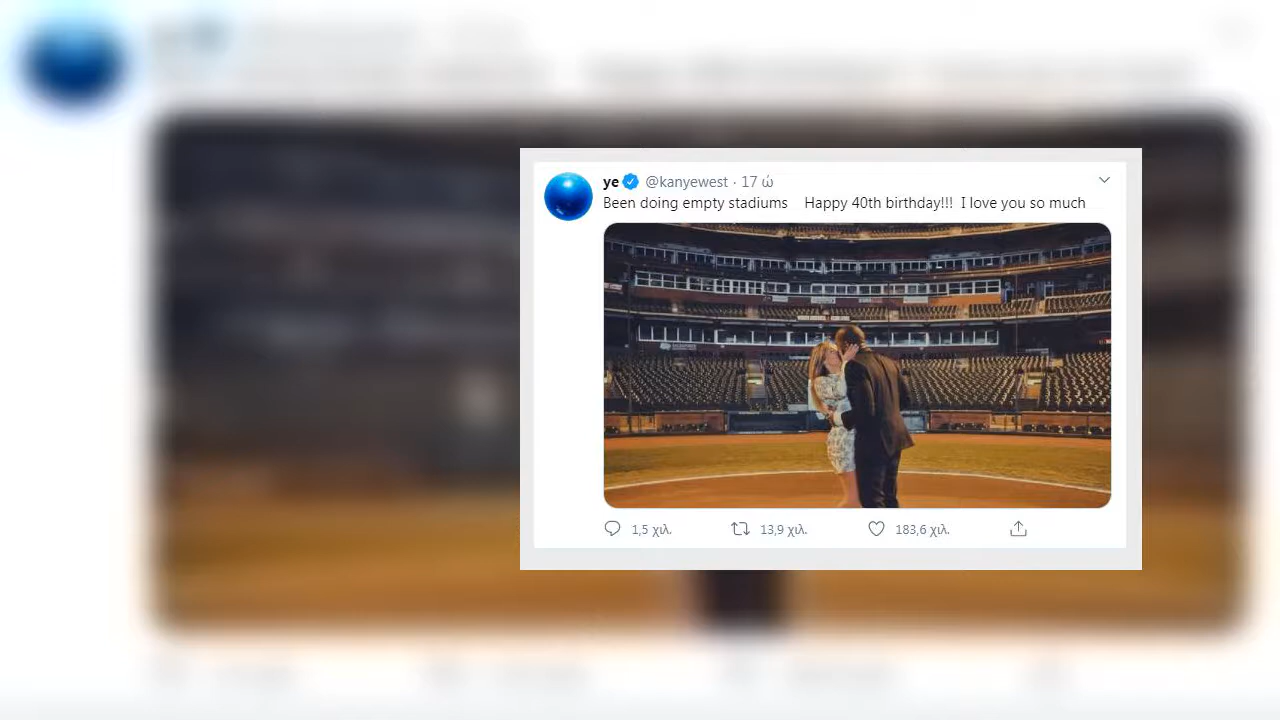 ye @kanyewest · 17 ώ
Been doing empty stadiums Happy 40th birthday!!! I love you so much
1,5 χιλ. 13,9 χιλ. 183,6 χιλ.